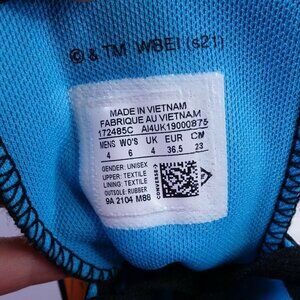 © & TM WBEI (s21)
MADE IN VIETNAM
FABRIQUE AU VIETNAM
172485C AI4UK19000875
MENS WO'S UK EUR CM
4 6 4 36.5 23
GENDER: UNISEX
UPPER: TEXTILE
LINING: TEXTILE
OUTSOLE: RUBBER
9A 2104 M88
CONVERSE